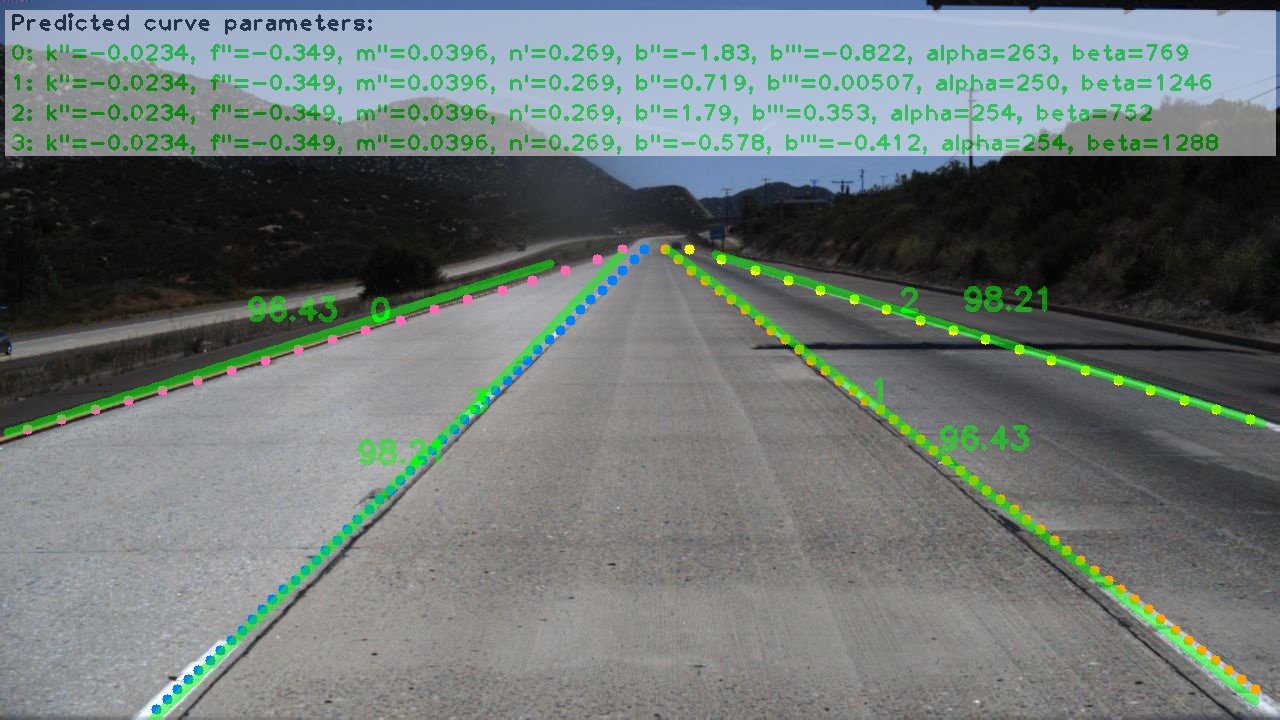 Predicted curve parameters:
0: k''=-0.0234, f''=-0.349, m''=0.0396, n'=0.269, b''=-1.83, b'''=-0.822, alpha=263, beta=769
1: k''=-0.0234, f''=-0.349, m''=0.0396, n'=0.269, b''=0.719, b'''=0.00507, alpha=250, beta=1246
2: k''=-0.0234, f''=-0.349, m''=0.0396, n'=0.269, b''=1.79, b'''=0.353, alpha=254, beta=752
3: k''=-0.0234, f''=-0.349, m''=0.0396, n'=0.269, b''=-0.578, b'''=-0.412, alpha=254, beta=1288
96.43 0
2 98.21
1
98.21
96.43